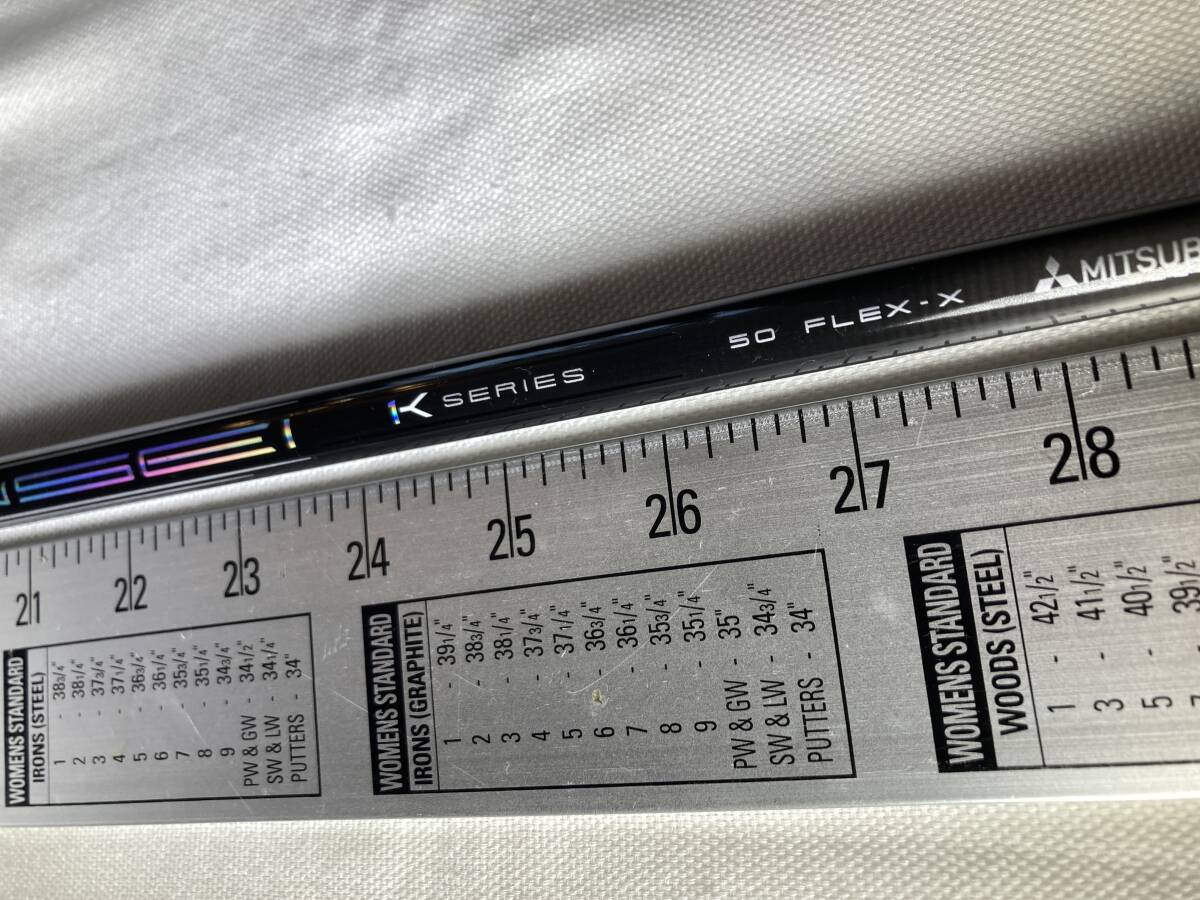 K SERIES 50 FLEX-X MITSUB
21 22 23 24 25 26 27 28
WOMENS STANDARD
IRONS (STEEL)
1 - 38 3/4"
2 - 38 1/4"
3 - 37 3/4"
4 - 37 1/4"
5 - 36 3/4"
6 - 36 1/4"
7 - 35 3/4"
8 - 35 1/4"
9 - 34 3/4"
PW & GW - 34 1/2"
SW & LW - 34 1/4"
PUTTERS - 34"
WOMENS STANDARD
IRONS (GRAPHITE)
1 - 39 1/4"
2 - 38 3/4"
3 - 38 1/4"
4 - 37 3/4"
5 - 37 1/4"
6 - 36 3/4"
7 - 36 1/4"
8 - 35 3/4"
9 - 35 1/4"
PW & GW - 35"
SW & LW - 34 3/4"
PUTTERS - 34"
WOMENS STANDARD
WOODS (STEEL)
1 - 42 1/2"
3 - 41 1/2"
5 - 40 1/2"
39 1/2"